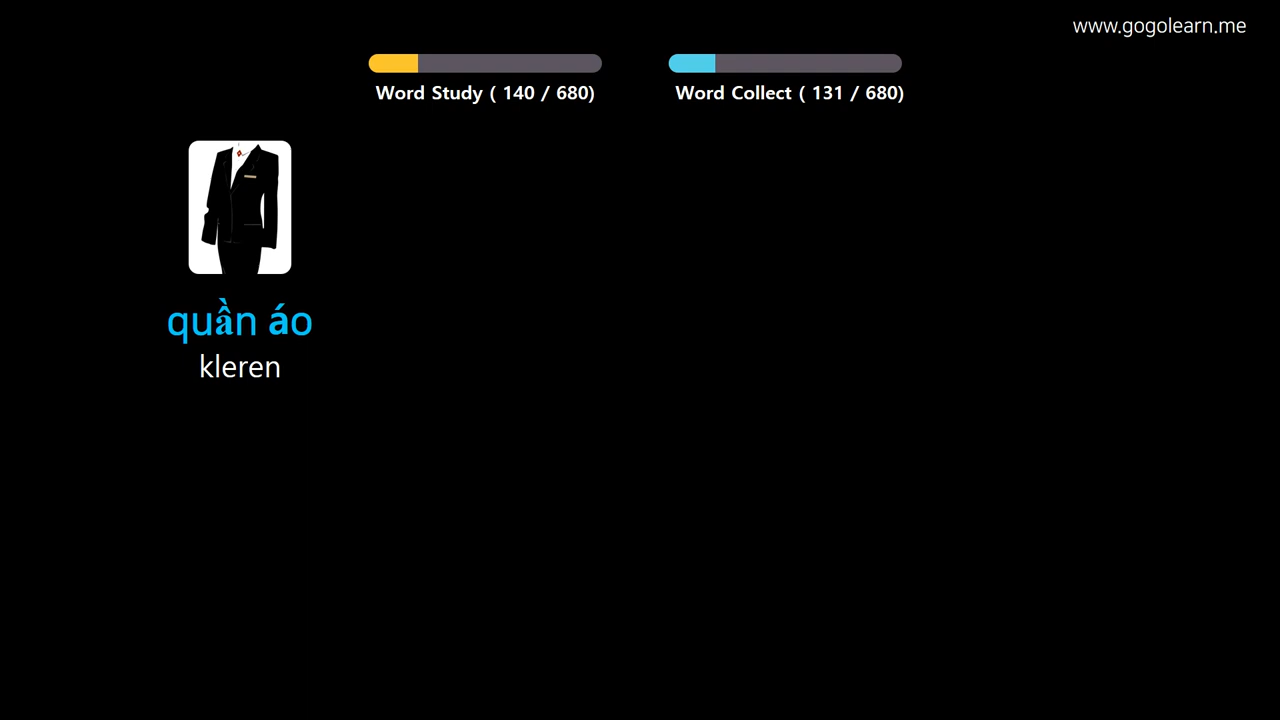 www.gogolearn.me
Word Study ( 140 / 680)
Word Collect ( 131 / 680)
quần áo
kleren